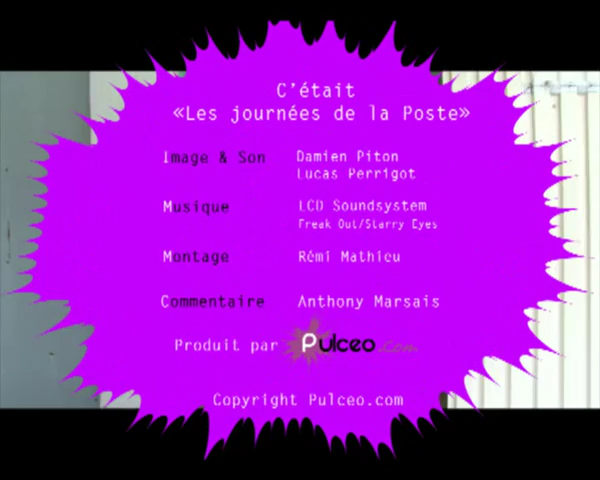 C'était
«Les journées de la Poste»
Image & Son Damien Piton
Lucas Perrigot
Musique LCD Soundsystem
Freak Out/Starry Eyes
Montage Rémi Mathieu
Commentaire Anthony Marsais
Produit par Pulceo.com
Copyright Pulceo.com